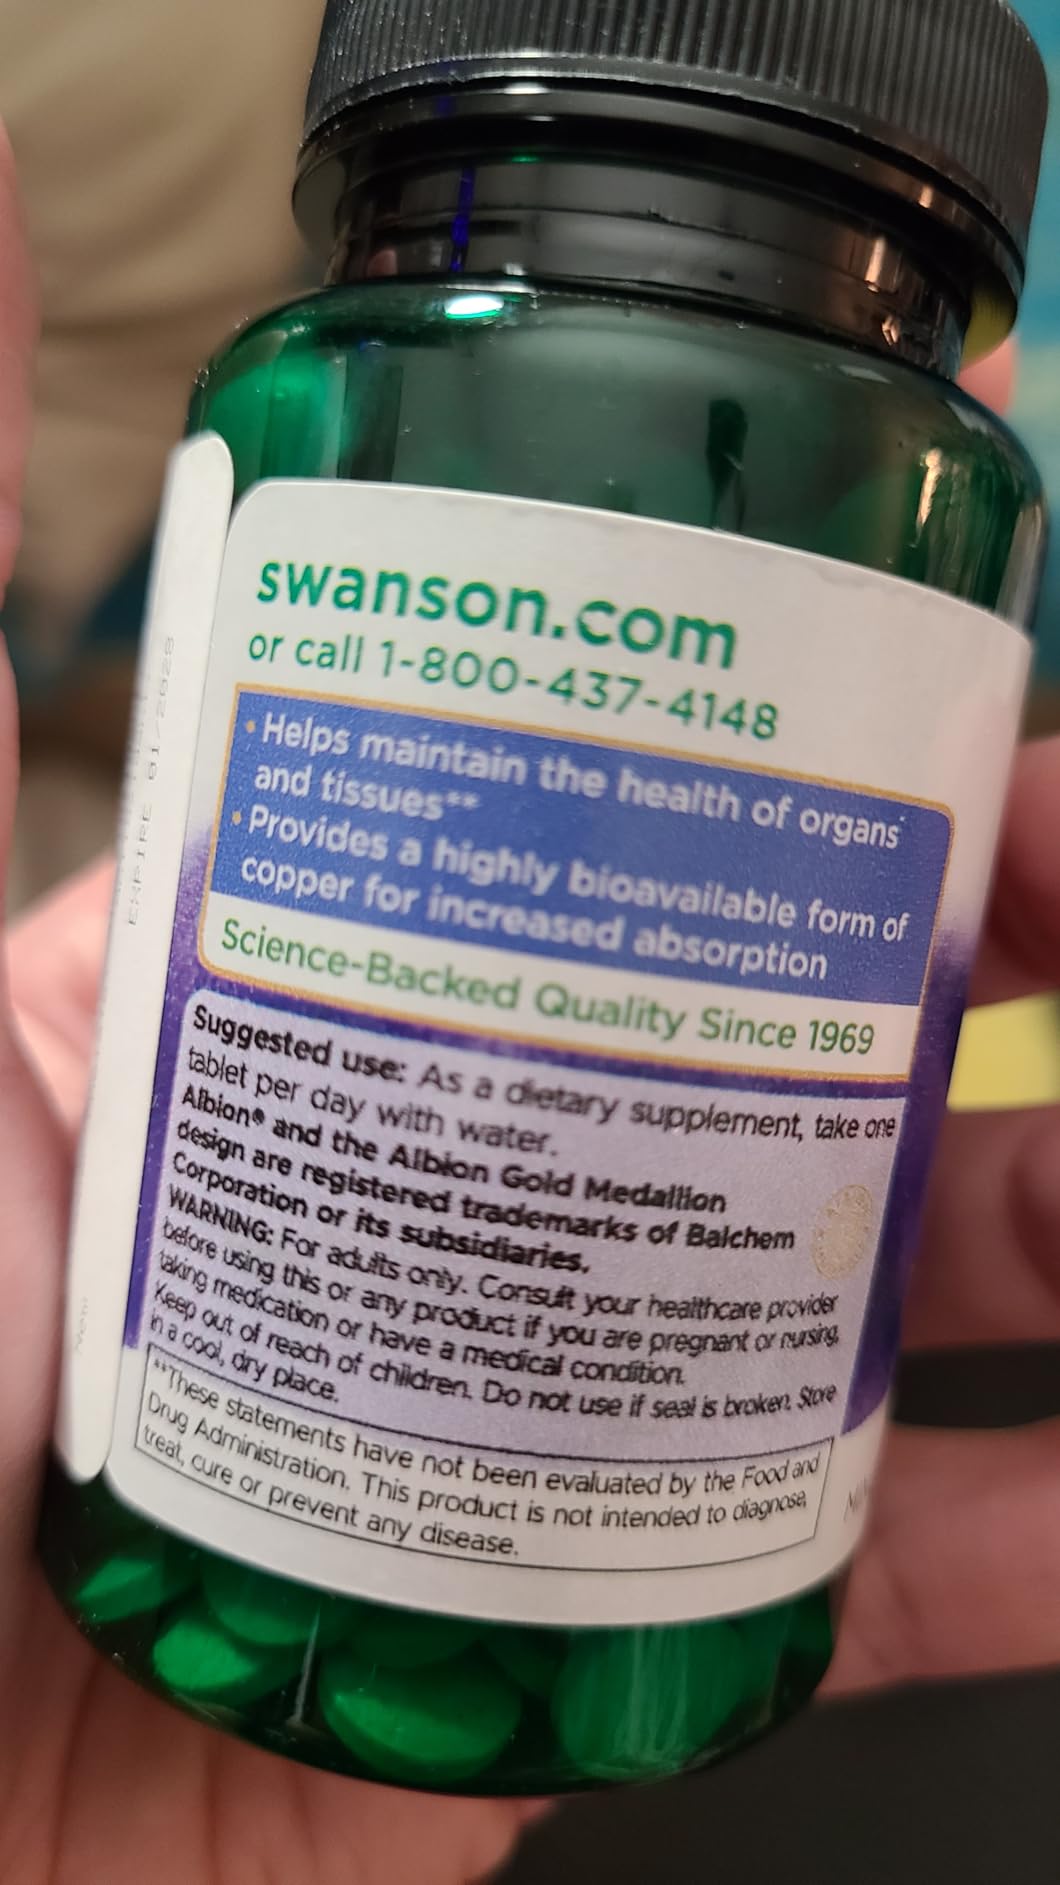 swanson.com
or call 1-800-437-4148
• Helps maintain the health of organs
and tissues**
• Provides a highly bioavailable form of
copper for increased absorption
Science-Backed Quality Since 1969
Suggested use: As a dietary supplement, take one
tablet per day with water.
Albion® and the Albion Gold Medallion
design are registered trademarks of Balchem
Corporation or its subsidiaries.
WARNING: For adults only. Consult your healthcare provider
before using this or any product if you are pregnant or nursing,
taking medication or have a medical condition.
Keep out of reach of children. Do not use if seal is broken. Store
in a cool, dry place.
**These statements have not been evaluated by the Food and
Drug Administration. This product is not intended to diagnose,
treat, cure or prevent any disease.
EXPIRE 01/2028